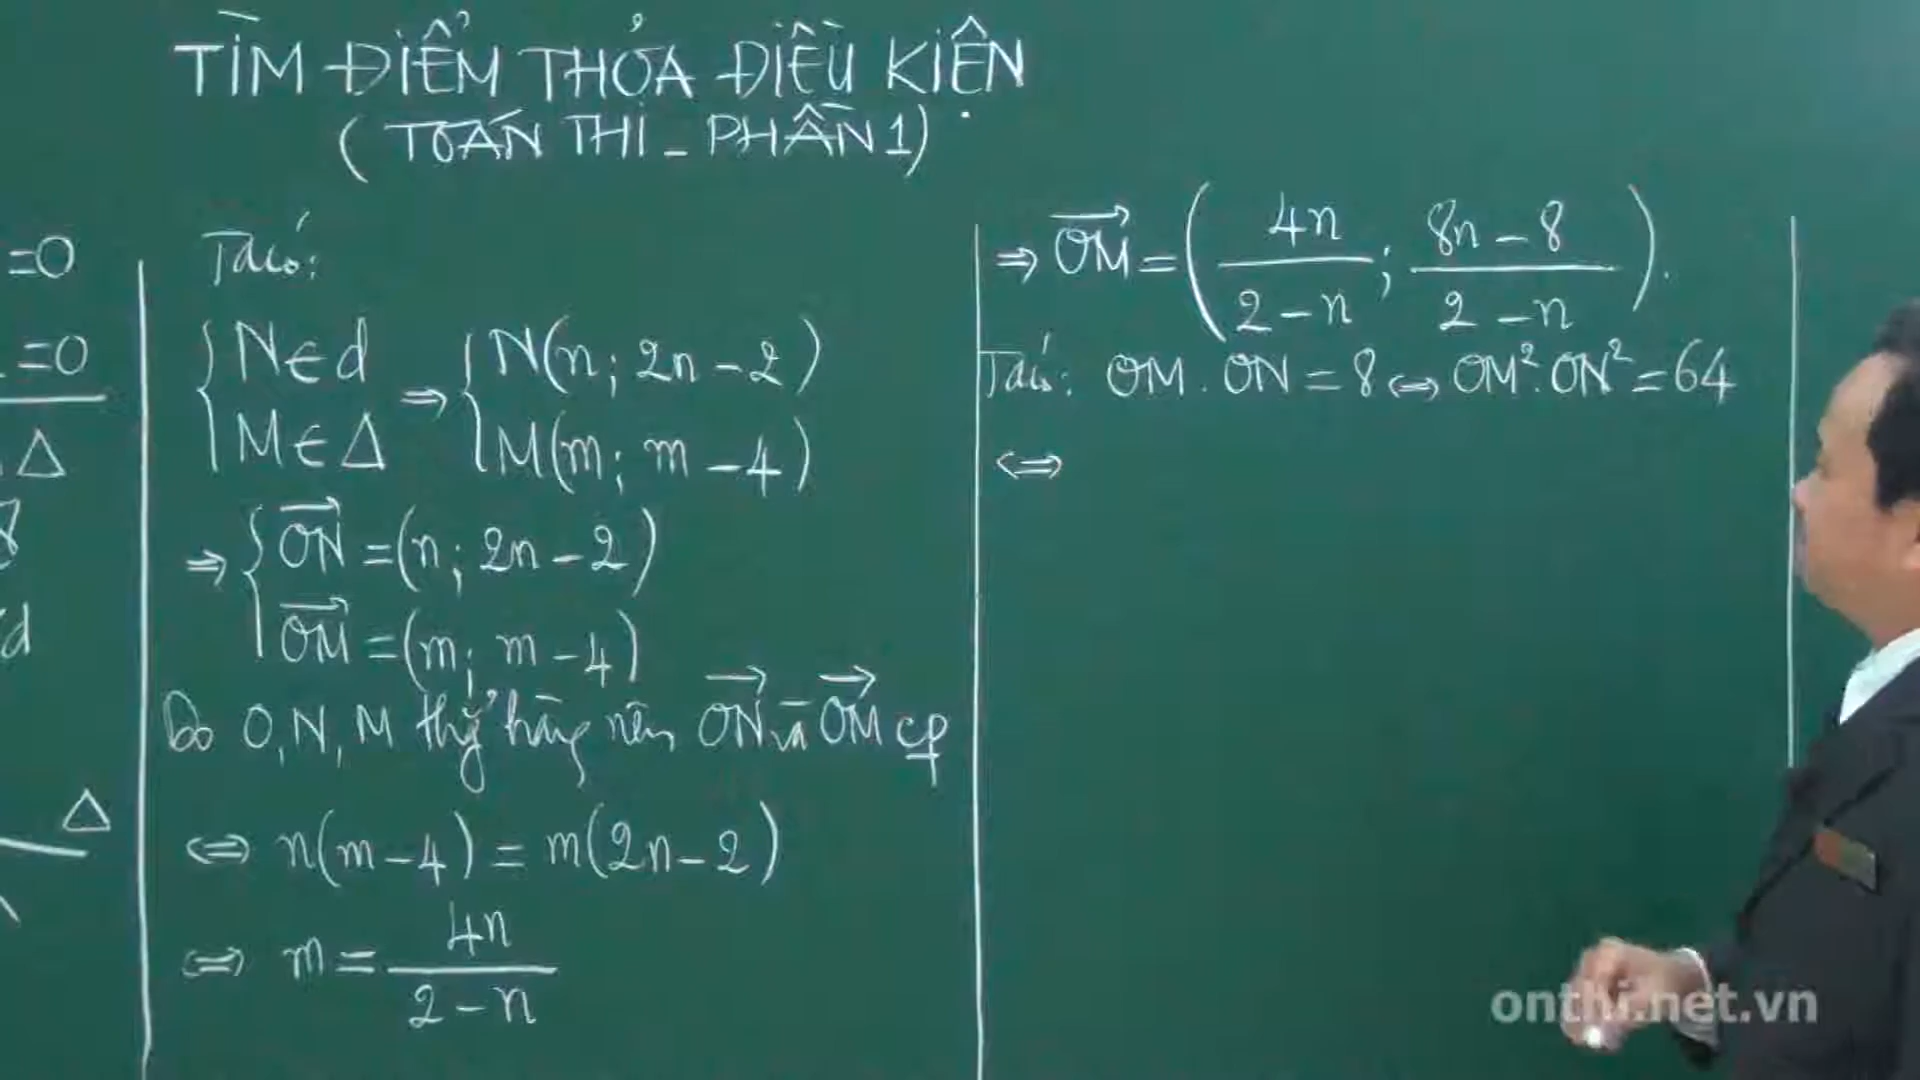 TÌM ĐIỂM THỎA ĐIỀU KIỆN
(TOÁN THI - PHẦN 1)
=0
=0
Δ
8
d
Δ
Ta có:
{N∈d
{M∈Δ
⇒ {N(n; 2n-2)
{M(m; m-4)
⇒ {ON→ = (n; 2n-2)
{OM→ = (m; m-4)
Do O, N, M thẳng hàng nên ON→ và OM→ cp
⇔ n(m-4) = m(2n-2)
⇔ m = 4n/(2-n)
⇒ OM→ = (4n/(2-n); (8n-8)/(2-n)).
Ta có: OM.ON = 8 ⇔ OM².ON² = 64
⇔
onthi.net.vn